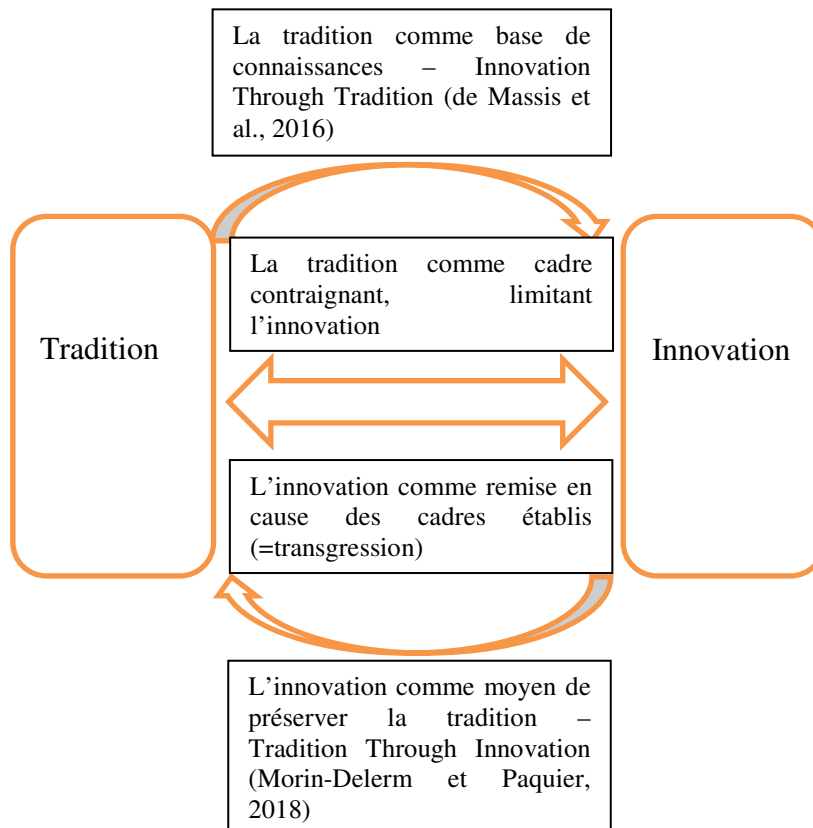 La tradition comme base de
connaissances – Innovation
Through Tradition (de Massis et
al., 2016)
La tradition comme cadre
contraignant, limitant
l’innovation
Tradition
Innovation
L’innovation comme remise en
cause des cadres établis
(=transgression)
L’innovation comme moyen de
préserver la tradition –
Tradition Through Innovation
(Morin-Delerm et Paquier,
2018)